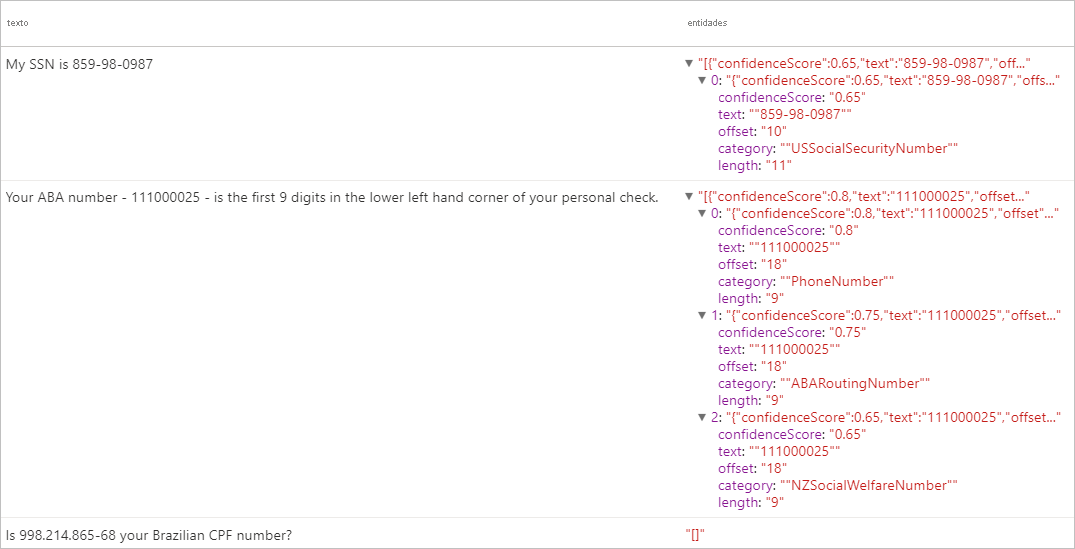 texto entidades
My SSN is 859-98-0987 "[{"confidenceScore":0.65,"text":"859-98-0987","off..."
0: "{"confidenceScore":0.65,"text":"859-98-0987","offs..."
confidenceScore: "0.65"
text: ""859-98-0987""
offset: "10"
category: ""USSocialSecurityNumber""
length: "11"
Your ABA number - 111000025 - is the first 9 digits in the lower left hand corner of your personal check. "[{"confidenceScore":0.8,"text":"111000025","offset..."
0: "{"confidenceScore":0.8,"text":"111000025","offset"..."
confidenceScore: "0.8"
text: ""111000025""
offset: "18"
category: ""PhoneNumber""
length: "9"
1: "{"confidenceScore":0.75,"text":"111000025","offset..."
confidenceScore: "0.75"
text: ""111000025""
offset: "18"
category: ""ABARoutingNumber""
length: "9"
2: "{"confidenceScore":0.65,"text":"111000025","offset..."
confidenceScore: "0.65"
text: ""111000025""
offset: "18"
category: ""NZSocialWelfareNumber""
length: "9"
Is 998.214.865-68 your Brazilian CPF number? "[]"